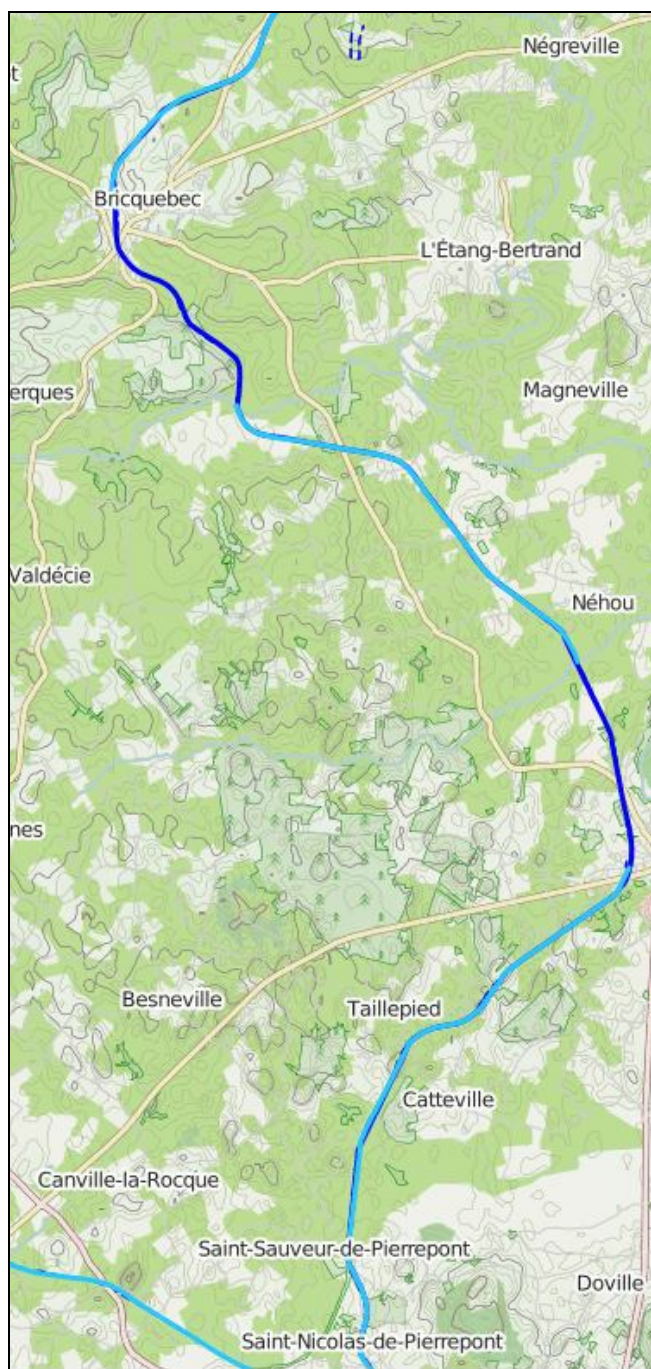 Négreville
t
Bricquebec
L'Étang-Bertrand
erques
Magneville
Valdécie
Néhou
nes
Besneville
Taillepied
Catteville
Canville-la-Rocque
Saint-Sauveur-de-Pierrepont
Doville
Saint-Nicolas-de-Pierrepont